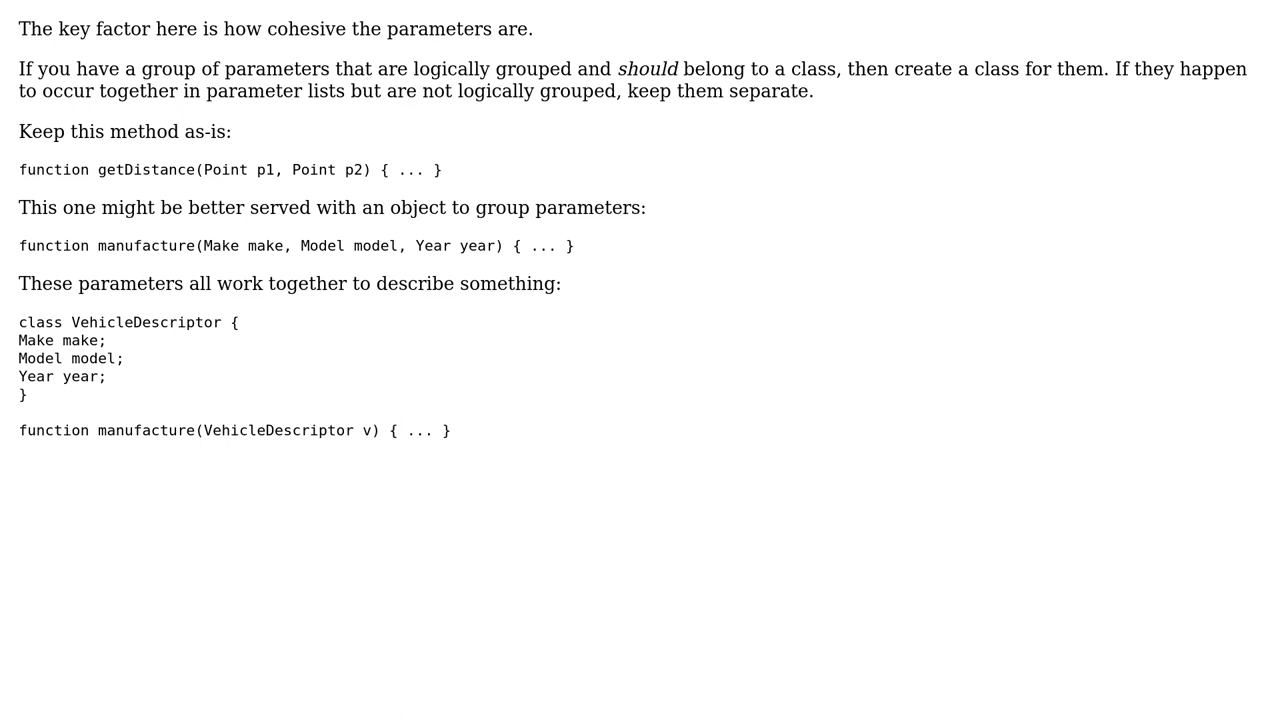 The key factor here is how cohesive the parameters are.
If you have a group of parameters that are logically grouped and should belong to a class, then create a class for them. If they happen
to occur together in parameter lists but are not logically grouped, keep them separate.
Keep this method as-is:
function getDistance(Point p1, Point p2) { ... }
This one might be better served with an object to group parameters:
function manufacture(Make make, Model model, Year year) { ... }
These parameters all work together to describe something:
class VehicleDescriptor {
Make make;
Model model;
Year year;
}
function manufacture(VehicleDescriptor v) { ... }